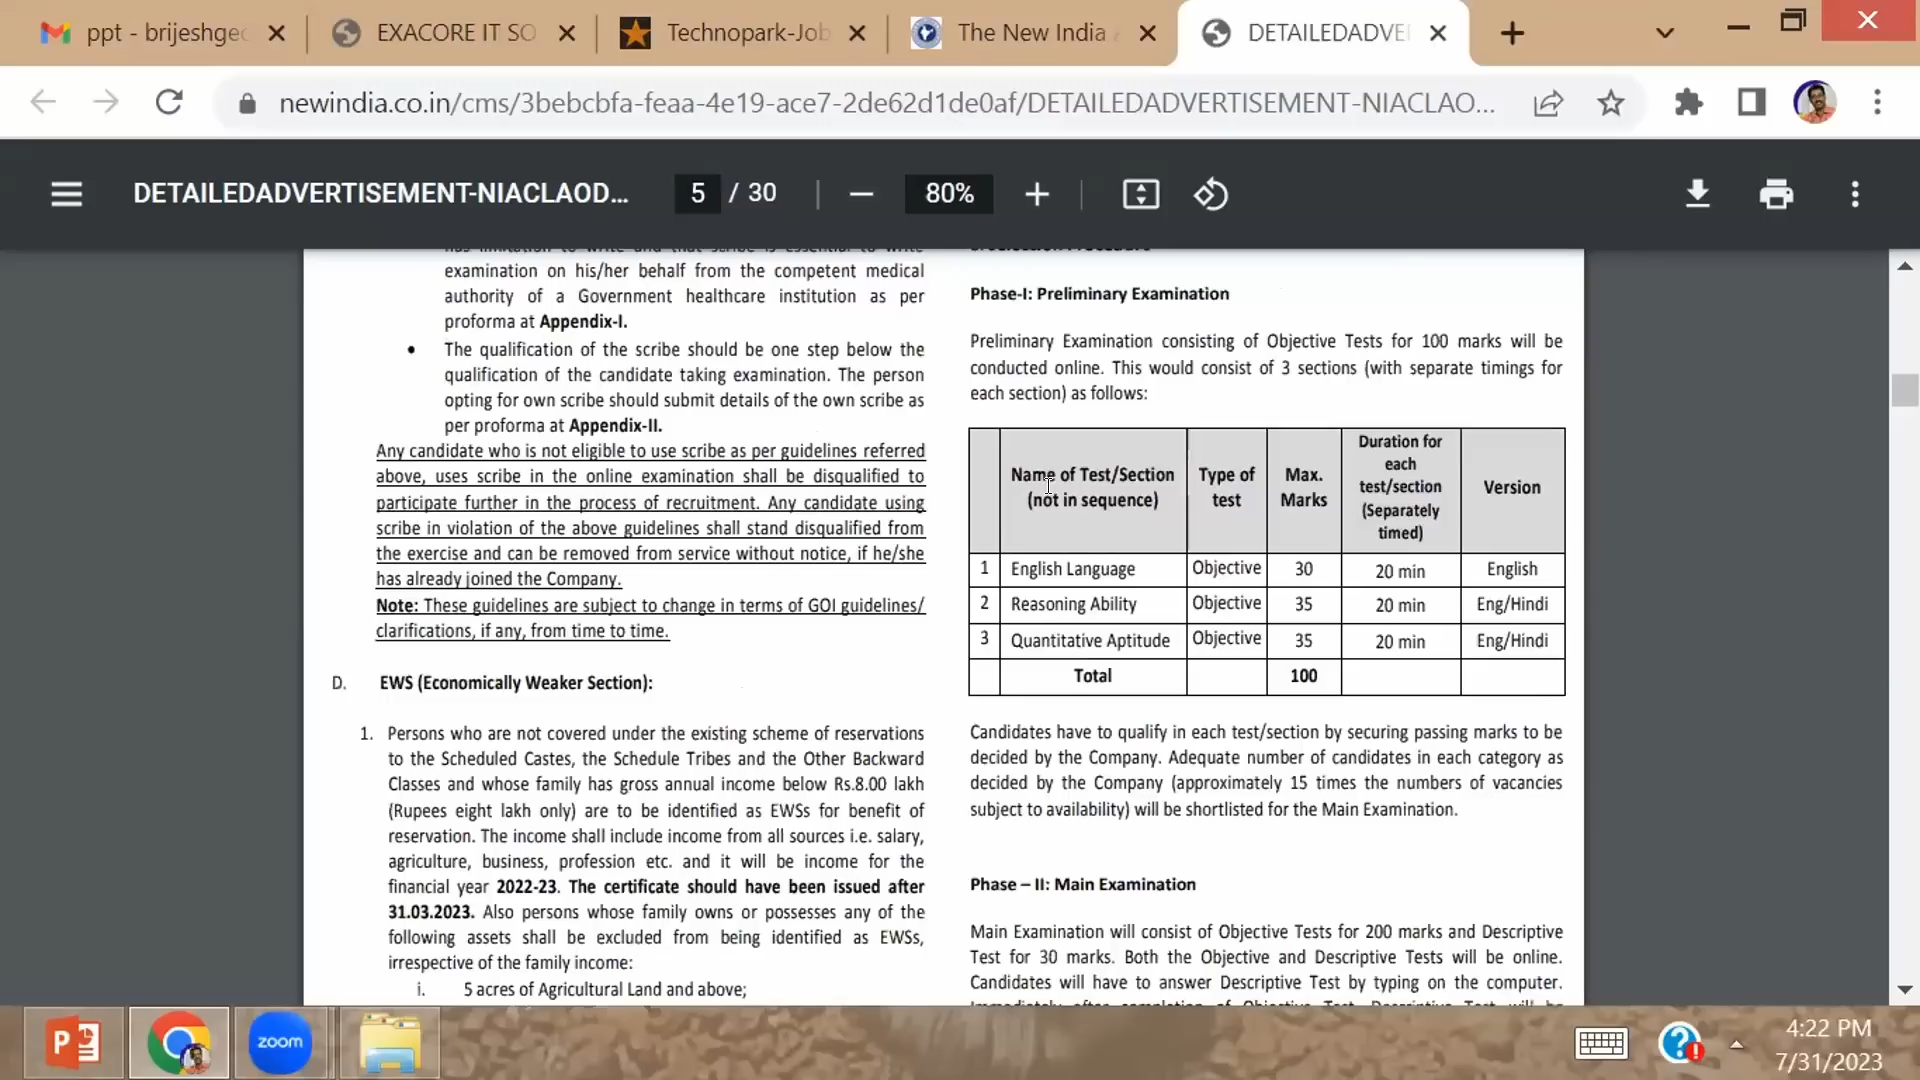 ppt - brijeshgec
EXACORE IT SO
Technopark-Job
The New India A
DETAILEDADVE
newindia.co.in/cms/3bebcbfa-feaa-4e19-ace7-2de62d1de0af/DETAILEDADVERTISEMENT-NIACLAO...
DETAILEDADVERTISEMENT-NIACLAOD...
5 / 30
80%
examination on his/her behalf from the competent medical
authority of a Government healthcare institution as per
proforma at Appendix-I.
• The qualification of the scribe should be one step below the
qualification of the candidate taking examination. The person
opting for own scribe should submit details of the own scribe as
per proforma at Appendix-II.
Any candidate who is not eligible to use scribe as per guidelines referred
above, uses scribe in the online examination shall be disqualified to
participate further in the process of recruitment. Any candidate using
scribe in violation of the above guidelines shall stand disqualified from
the exercise and can be removed from service without notice, if he/she
has already joined the Company.
Note: These guidelines are subject to change in terms of GOI guidelines/
clarifications, if any, from time to time.
D. EWS (Economically Weaker Section):
1. Persons who are not covered under the existing scheme of reservations
to the Scheduled Castes, the Schedule Tribes and the Other Backward
Classes and whose family has gross annual income below Rs.8.00 lakh
(Rupees eight lakh only) are to be identified as EWSs for benefit of
reservation. The income shall include income from all sources i.e. salary,
agriculture, business, profession etc. and it will be income for the
financial year 2022-23. The certificate should have been issued after
31.03.2023. Also persons whose family owns or possesses any of the
following assets shall be excluded from being identified as EWSs,
irrespective of the family income:
i. 5 acres of Agricultural Land and above;
Phase-I: Preliminary Examination
Preliminary Examination consisting of Objective Tests for 100 marks will be
conducted online. This would consist of 3 sections (with separate timings for
each section) as follows:
Name of Test/Section (not in sequence) Type of test Max. Marks Duration for each test/section (Separately timed) Version
1 English Language Objective 30 20 min English
2 Reasoning Ability Objective 35 20 min Eng/Hindi
3 Quantitative Aptitude Objective 35 20 min Eng/Hindi
Total 100
Candidates have to qualify in each test/section by securing passing marks to be
decided by the Company. Adequate number of candidates in each category as
decided by the Company (approximately 15 times the numbers of vacancies
subject to availability) will be shortlisted for the Main Examination.
Phase – II: Main Examination
Main Examination will consist of Objective Tests for 200 marks and Descriptive
Test for 30 marks. Both the Objective and Descriptive Tests will be online.
Candidates will have to answer Descriptive Test by typing on the computer.
zoom
4:22 PM
7/31/2023